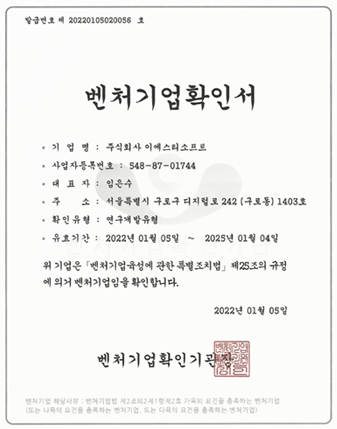 발급번호 제 20220105020056 호
벤처기업확인서
• 기 업 명 : 주식회사 이에스티소프트
• 사업자등록번호 : 548-87-01744
• 대 표 자 : 임은수
• 주 소 : 서울특별시 구로구 디지털로 242 (구로동) 1403호
• 확인유형 : 연구개발유형
• 유효기간 : 2022년 01월 05일 ~ 2025년 01월 04일
위 기업은 「벤처기업육성에 관한 특별조치법」 제25조의 규정
에 의거 벤처기업임을 확인합니다.
2022년 01월 05일
벤처기업확인기관장
벤처기업 해당사유 : 벤처기업법 제2조의2제1항제2호 가목의 요건을 충족하는 벤처기업
(또는 나목의 요건을 충족하는 벤처기업, 또는 다목의 요건을 충족하는 벤처기업)